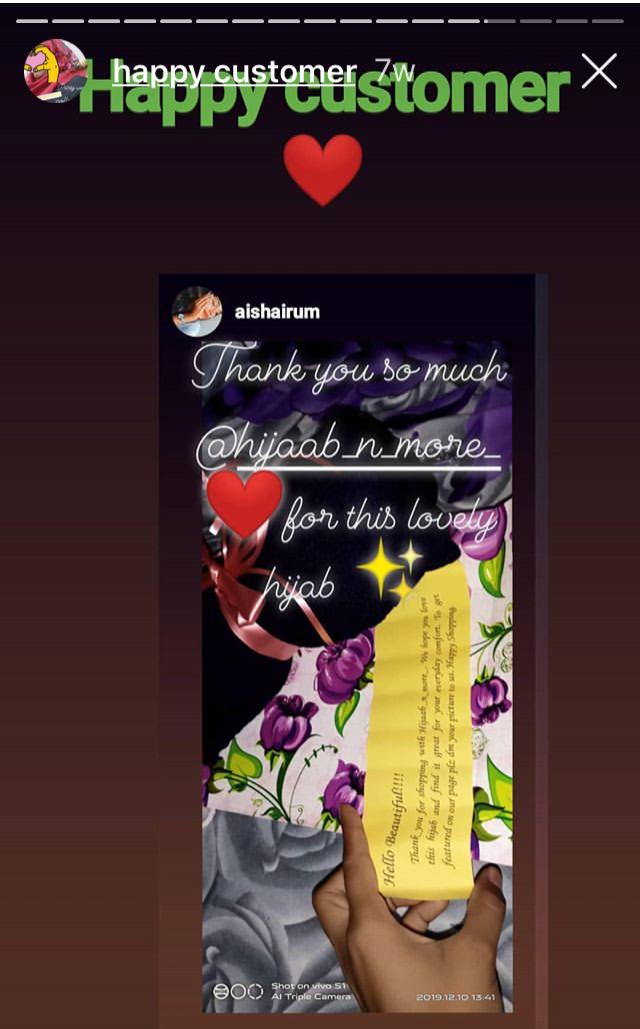 happy customer 7w
Happy customer
aishairum
Thank you so much
@hijaab_n_more_
for this lovely
hijab
Hello Beautiful!!!!
Thank you for shopping with Hijaab_n_more_. We hope you love
this hijab and find it great for your everyday comfort. To get
featured on our page plz dm your picture to us. Happy Shopping.
Shot on vivo S1
AI Triple Camera
2019.12.10 13:41